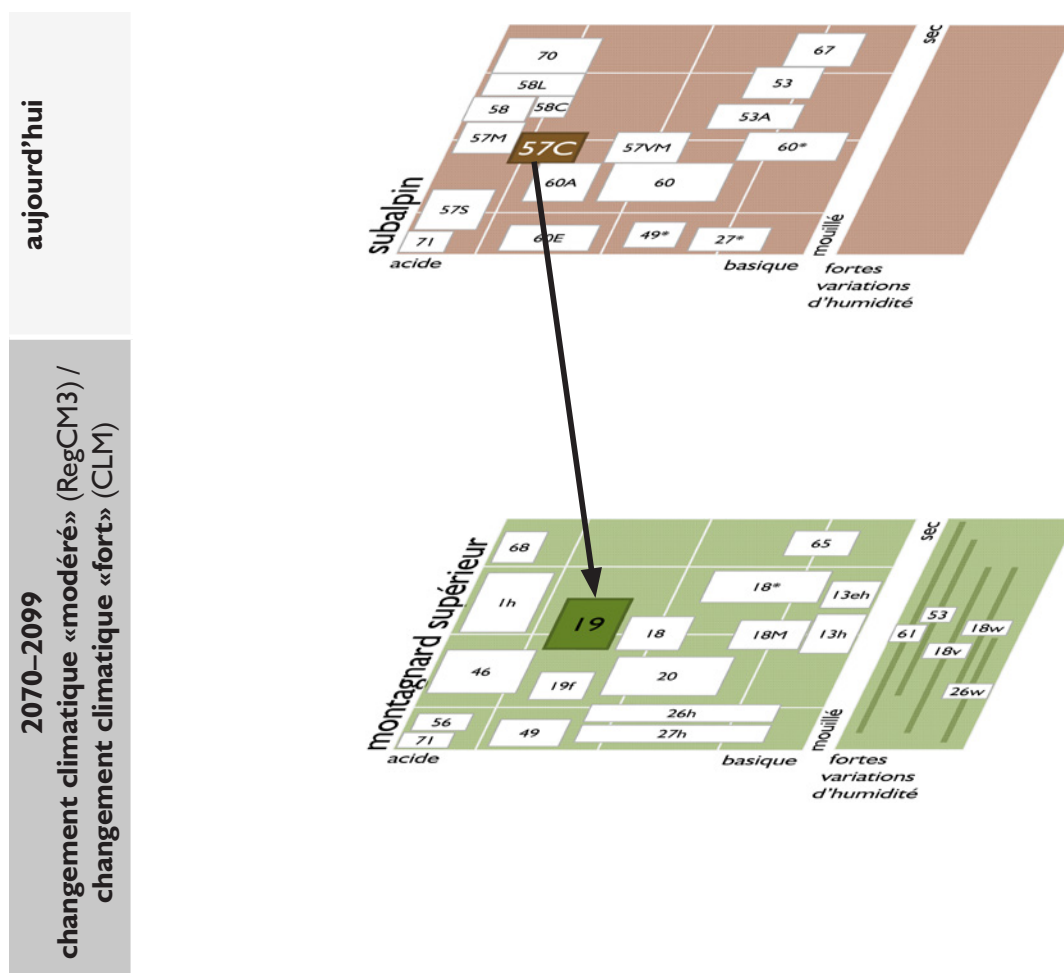 aujourd'hui
sec
67
70
53
58L
58
58C
53A
57M
57C
57VM
60*
60A
60
subalpin
57S
mouillé
71
60E
49*
27*
acide
basique
fortes
variations
d'humidité
2070–2099
changement climatique «modéré» (RegCM3) /
changement climatique «fort» (CLM)
sec
68
65
1h
18*
13eh
19
18
18M
13h
53
61
18w
18v
montagnard supérieur
46
19f
20
26w
56
71
49
26h
27h
mouillé
acide
basique
fortes
variations
d'humidité